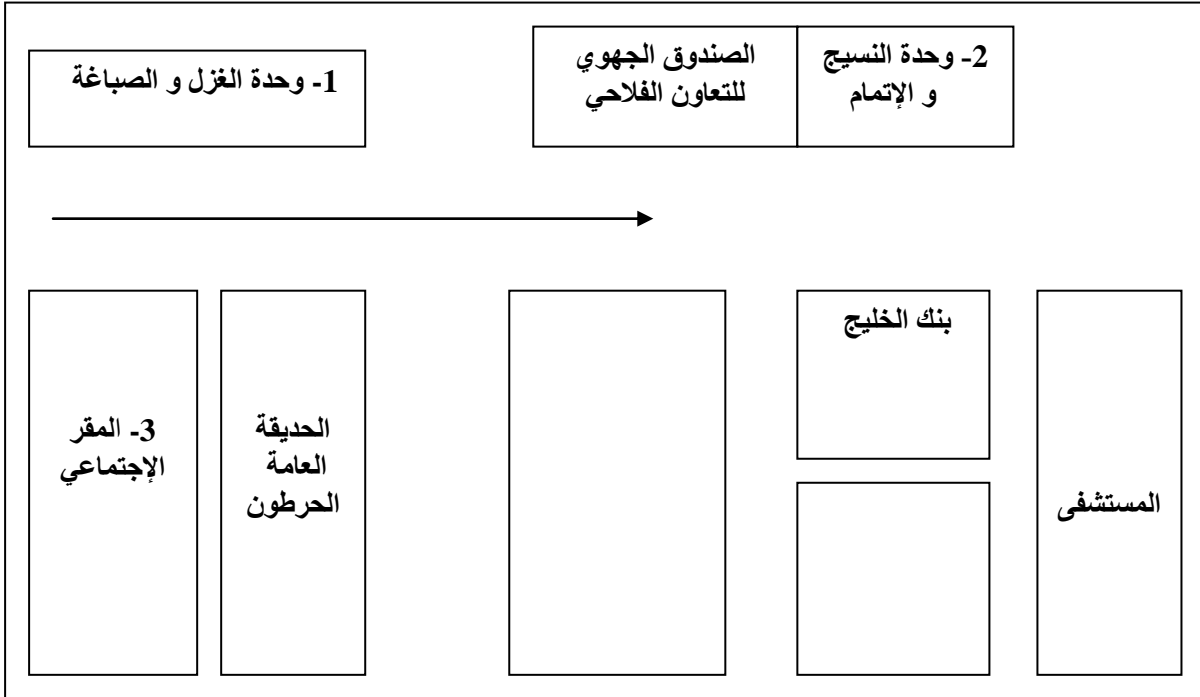 2- وحدة النسيج
و الإتمام
الصندوق الجهوي
للتعاون الفلاحي
1- وحدة الغزل و الصباغة
المستشفى
بنك الخليج
الحديقة
العامة
الحرطون
3- المقر
الإجتماعي